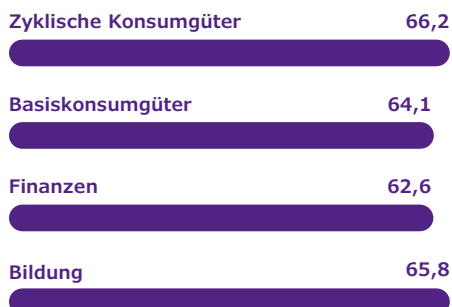 Zyklische Konsumgüter 66,2
Basiskonsumgüter 64,1
Finanzen 62,6
Bildung 65,8